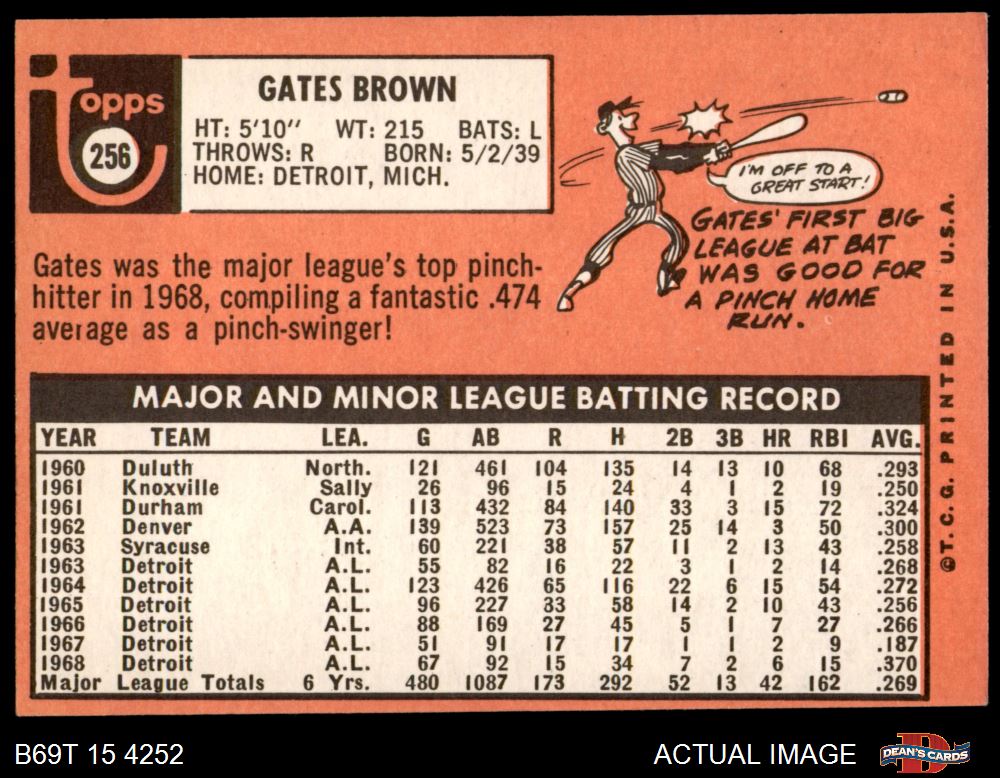 Topps
256
GATES BROWN
HT: 5'10" WT: 215 BATS: L
THROWS: R BORN: 5/2/39
HOME: DETROIT, MICH.
I'M OFF TO A
GREAT START!
GATES' FIRST BIG
LEAGUE AT BAT
WAS GOOD FOR
A PINCH HOME
RUN.
Gates was the major league's top pinch-
hitter in 1968, compiling a fantastic .474
average as a pinch-swinger!
MAJOR AND MINOR LEAGUE BATTING RECORD
YEAR TEAM LEA. G AB R H 2B 3B HR RBI AVG.
1960 Duluth North. 121 461 104 135 14 13 10 68 .293
1961 Knoxville Sally 26 96 15 24 4 1 2 19 .250
1961 Durham Carol. 113 432 84 140 33 3 15 72 .324
1962 Denver A.A. 139 523 73 157 25 14 3 50 .300
1963 Syracuse Int. 60 221 38 57 11 2 13 43 .258
1963 Detroit A.L. 55 82 16 22 3 1 2 14 .268
1964 Detroit A.L. 123 426 65 116 22 6 15 54 .272
1965 Detroit A.L. 96 227 33 58 14 2 10 43 .256
1966 Detroit A.L. 88 169 27 45 5 1 7 27 .266
1967 Detroit A.L. 51 91 17 17 1 1 2 9 .187
1968 Detroit A.L. 67 92 15 34 7 2 6 15 .370
Major League Totals 6 Yrs. 480 1087 173 292 52 13 42 162 .269
©T. C. G. PRINTED IN U.S.A.
B69T 15 4252
ACTUAL IMAGE
DEAN'S CARDS